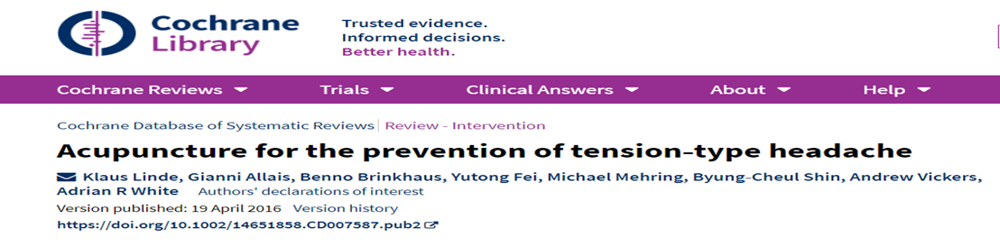 Cochrane
Library
Trusted evidence.
Informed decisions.
Better health.
Cochrane Reviews Trials Clinical Answers About Help
Cochrane Database of Systematic Reviews Review - Intervention
Acupuncture for the prevention of tension-type headache
Klaus Linde, Gianni Allais, Benno Brinkhaus, Yutong Fei, Michael Mehring, Byung-Cheul Shin, Andrew Vickers,
Adrian R White Authors' declarations of interest
Version published: 19 April 2016 Version history
https://doi.org/10.1002/14651858.CD007587.pub2